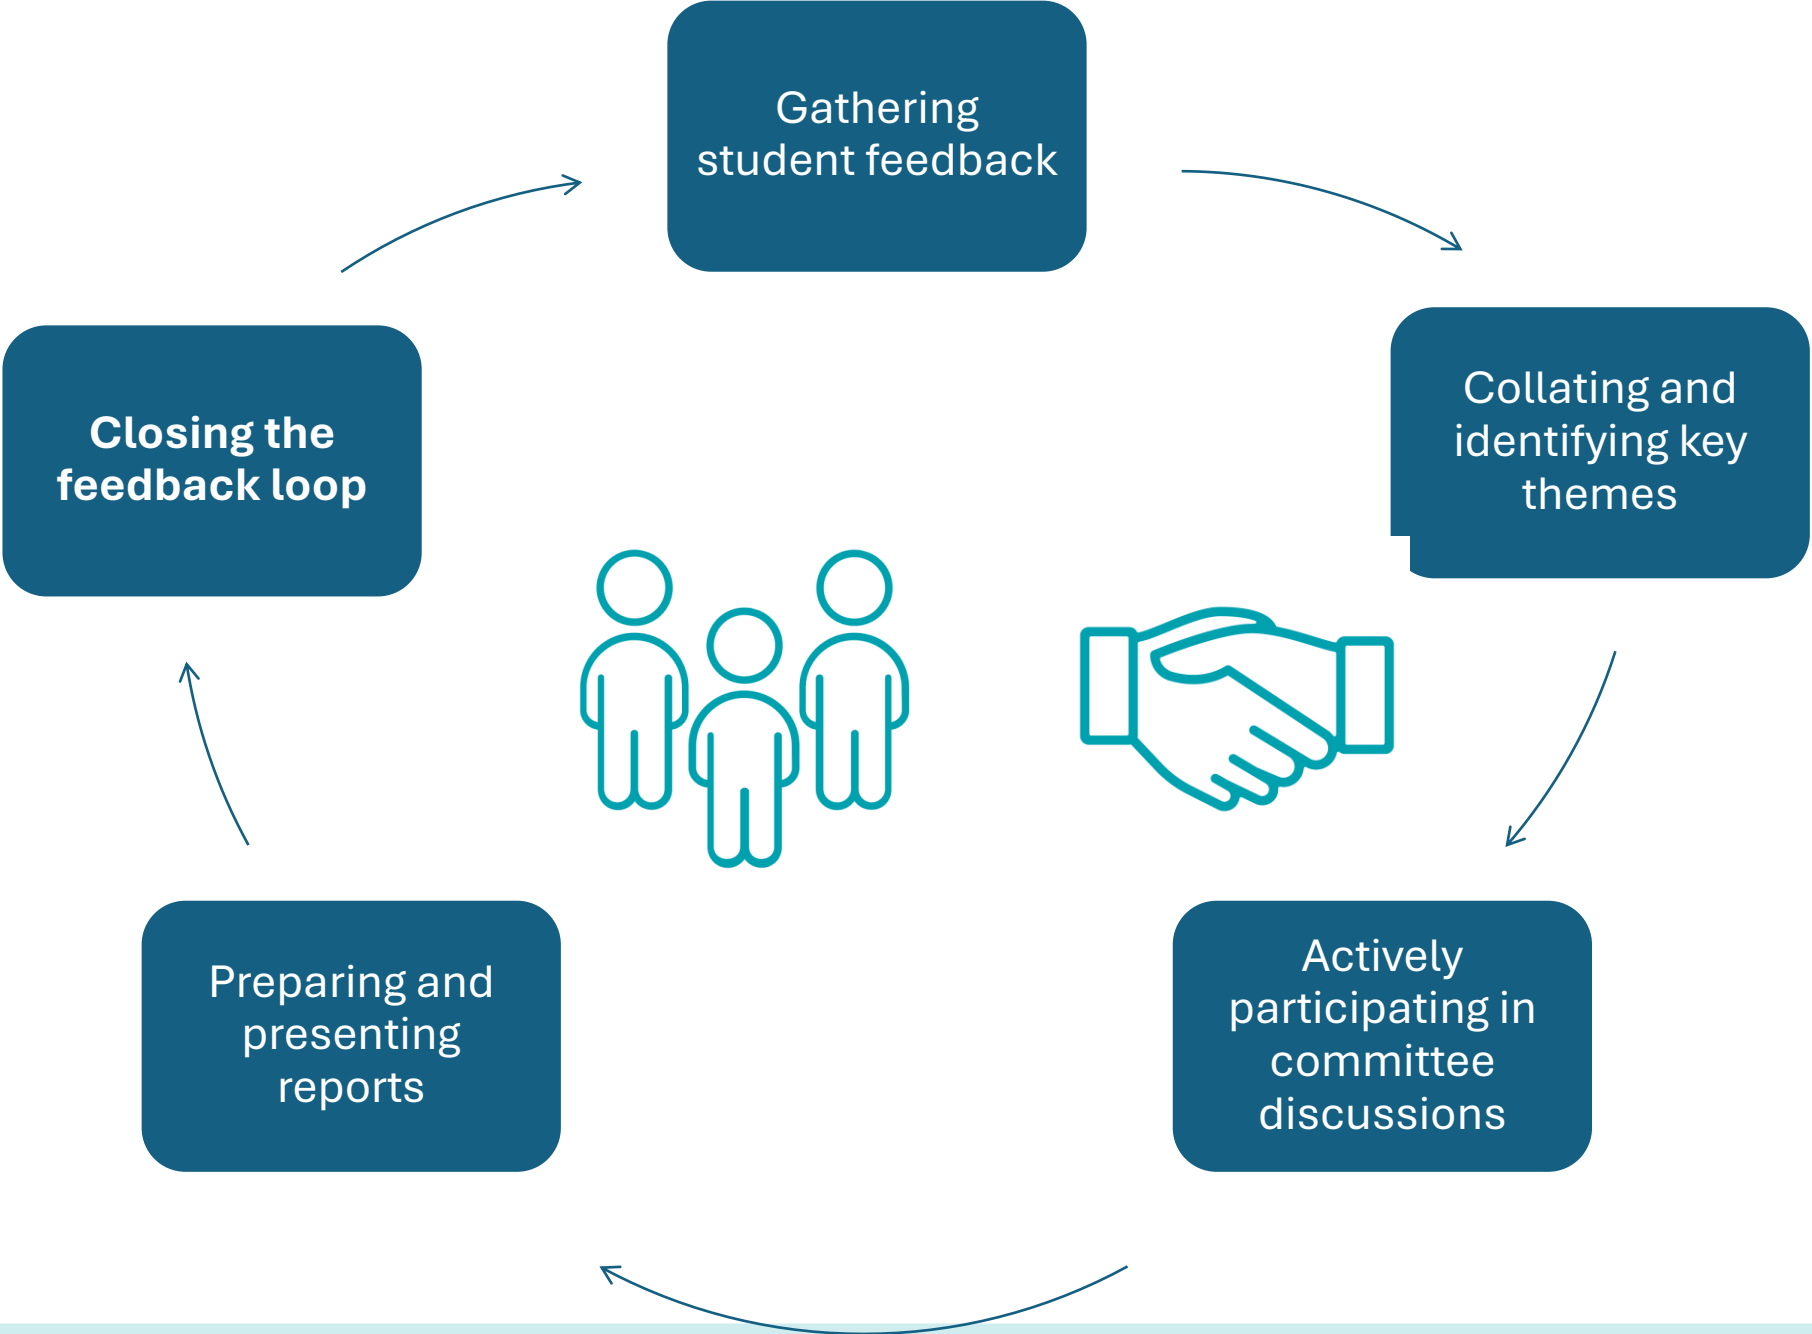 Gathering
student feedback
Collating and
identifying key
themes
Actively
participating in
committee
discussions
Preparing and
presenting
reports
Closing the
feedback loop